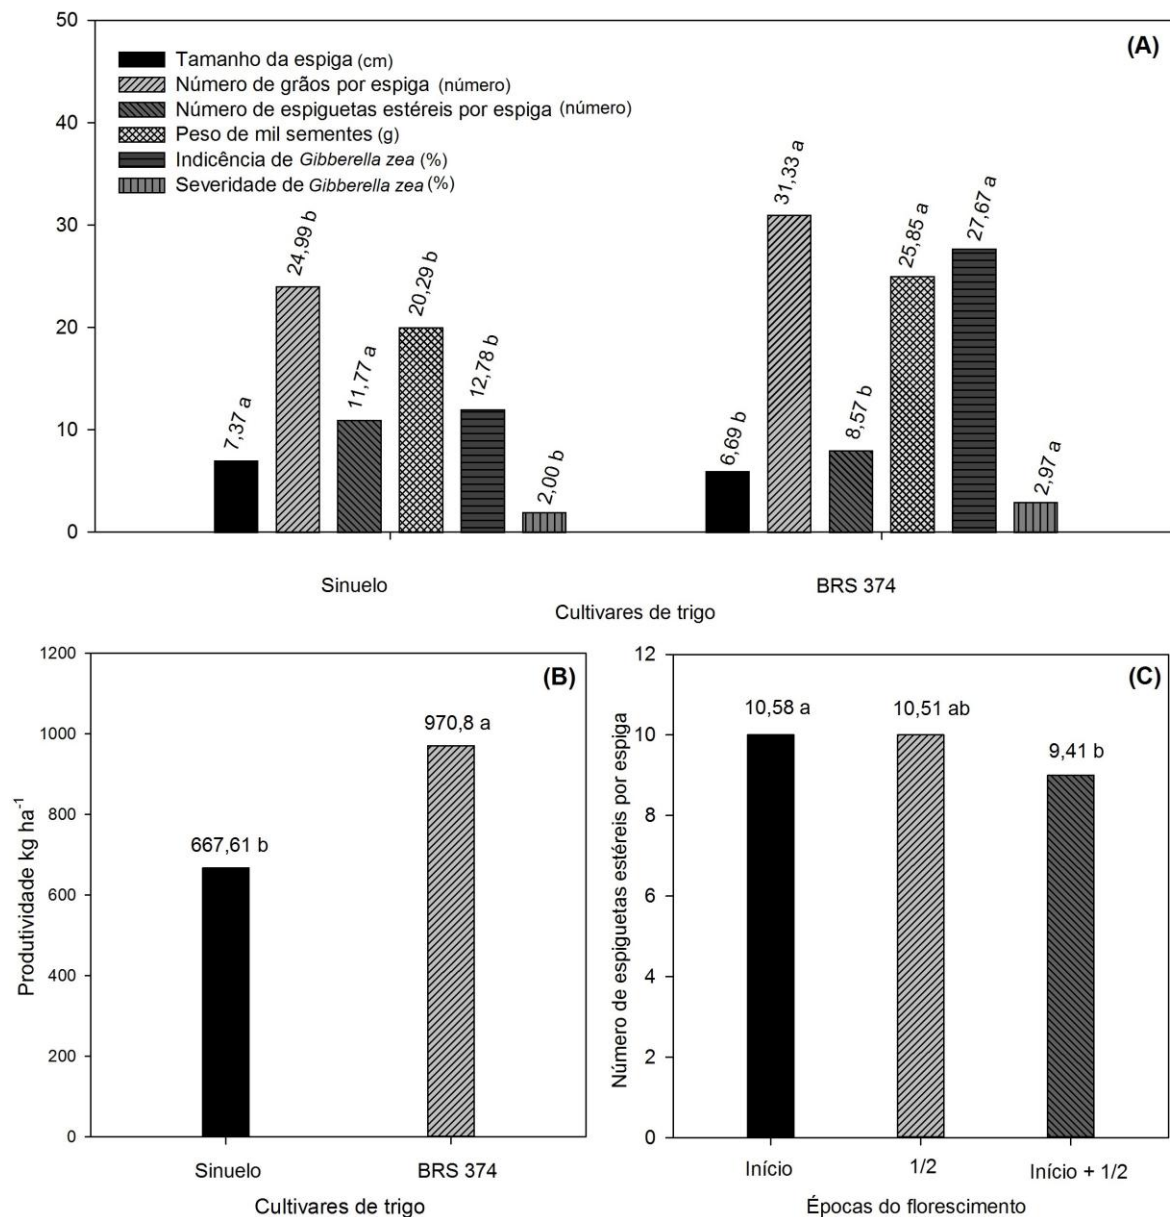 50
(A)
Tamanho da espiga (cm)
Número de grãos por espiga (número)
Número de espiguetas estéreis por espiga (número)
Peso de mil sementes (g)
Indicência de Gibberella zea (%)
Severidade de Gibberella zea (%)
40
30
20
10
0
7,37 a
24,99 b
11,77 a
20,29 b
12,78 b
2,00 b
6,69 b
31,33 a
8,57 b
25,85 a
27,67 a
2,97 a
Sinuelo
BRS 374
Cultivares de trigo
(B)
Produtividade kg ha⁻¹
1200
1000
800
600
400
200
0
667,61 b
970,8 a
Sinuelo
BRS 374
Cultivares de trigo
(C)
Número de espiguetas estéreis por espiga
12
10
8
6
4
2
0
10,58 a
10,51 ab
9,41 b
Início
1/2
Início + 1/2
Épocas do florescimento